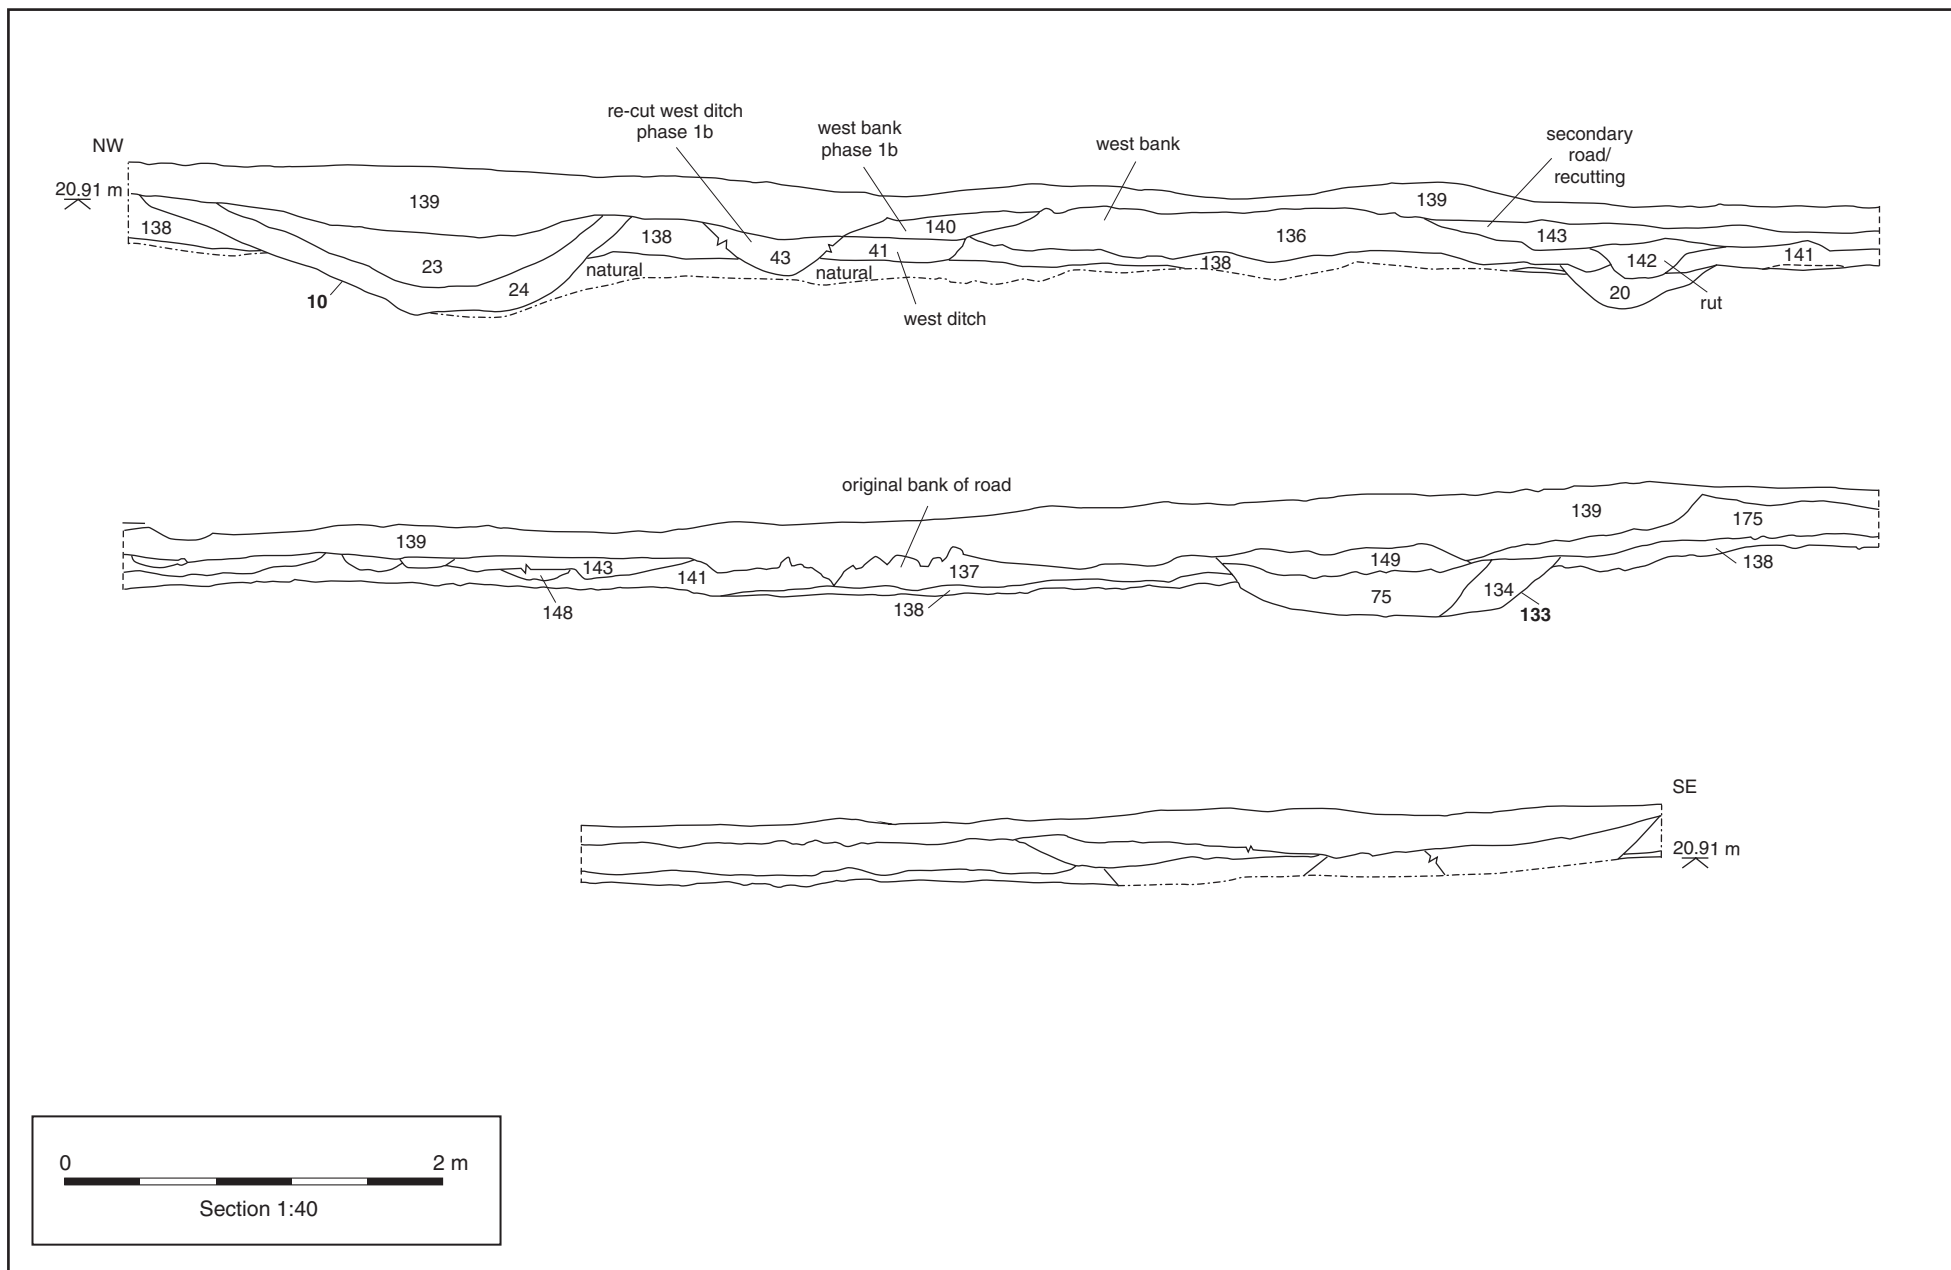 re-cut west ditch
phase 1b
west bank
phase 1b
west bank
secondary
road/
recutting
NW
20.91 m
139
139
138
138
140
136
143
43
41
142
141
23
natural
natural
138
24
20
10
rut
west ditch
original bank of road
139
175
139
143
141
137
149
138
148
138
75
134
133
SE
20.91 m
0 2 m
Section 1:40